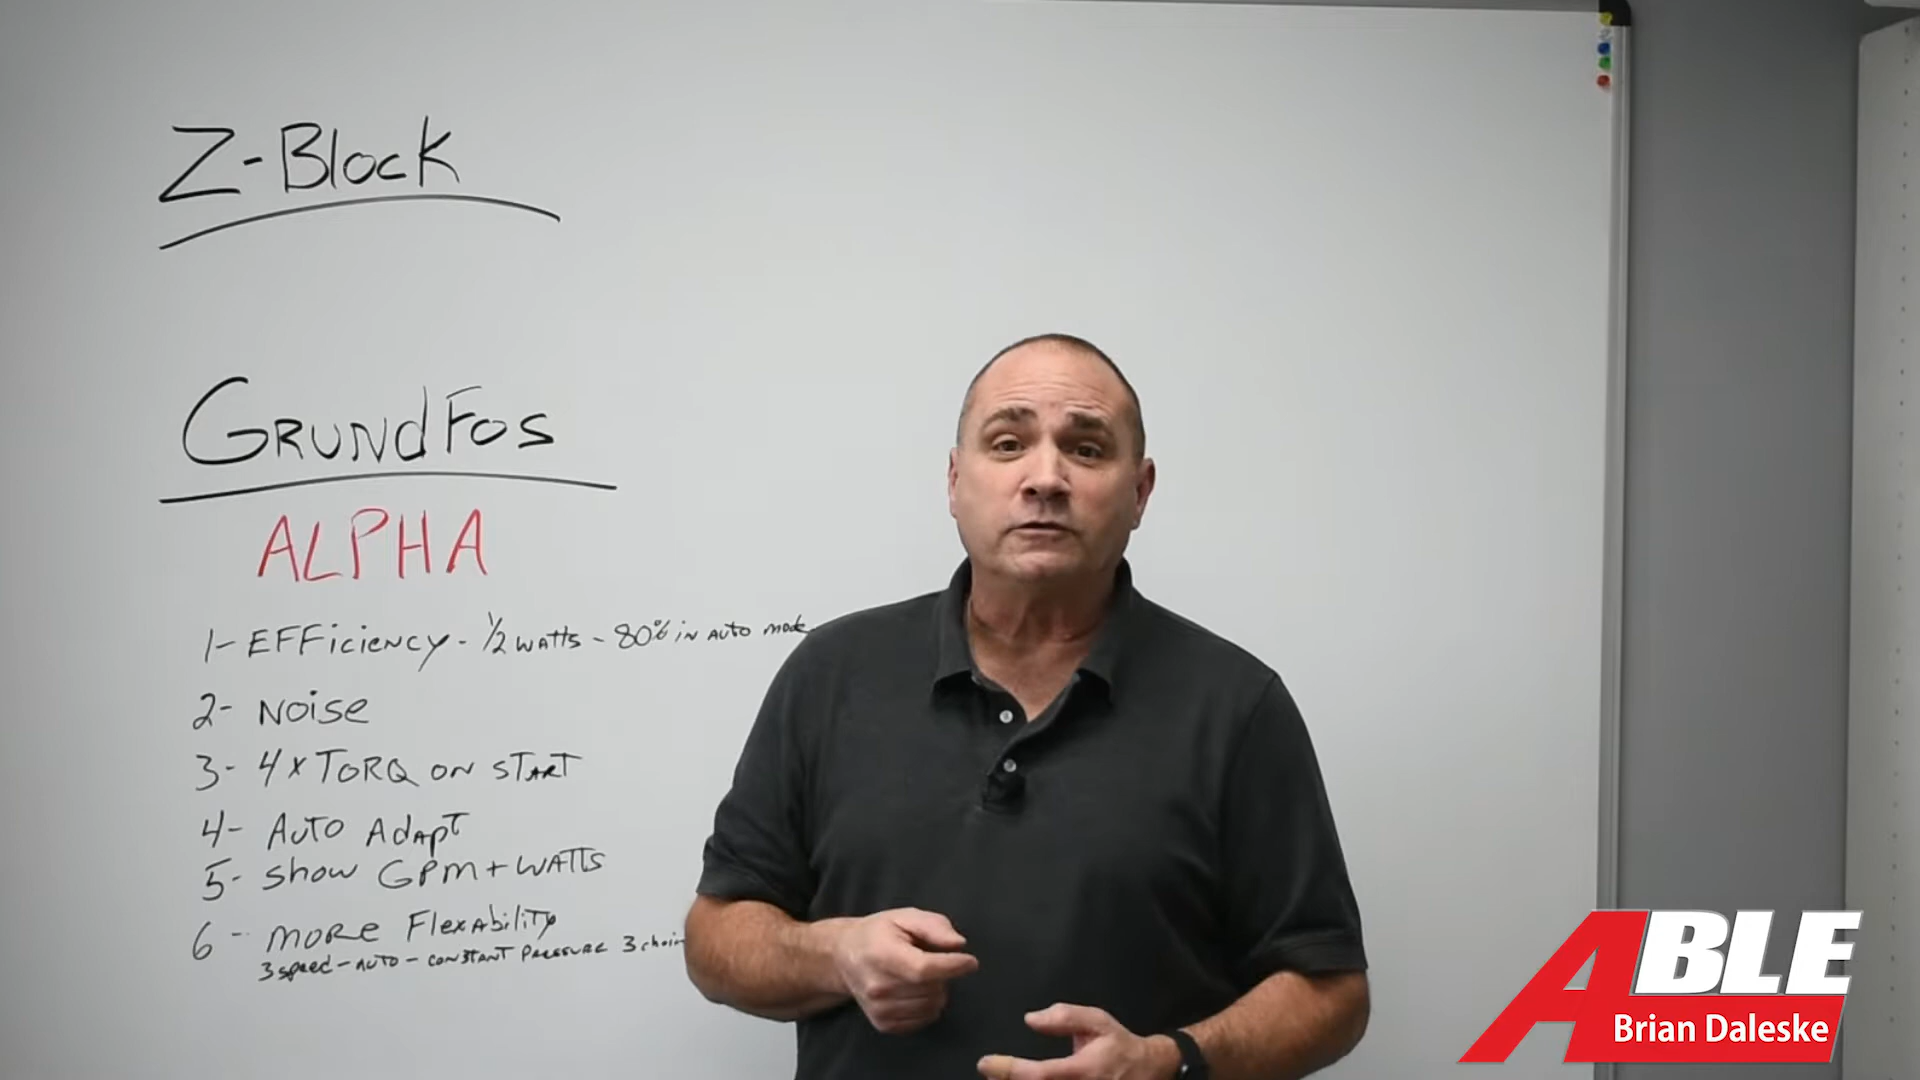 Z-Block
GRUNdFOS
ALPHA
1- EFFiciENCY - 1/2 WATTS - 80% iN AUTO mode
2- NOiSE
3- 4x TORQ ON START
4- AUTO AdAPT
5- Show GPM + WATTS
6- MORE FlexAbiliTy
3 speed - AUTO - CONSTANT PRESSURE 3 choi
ABLE
Brian Daleske